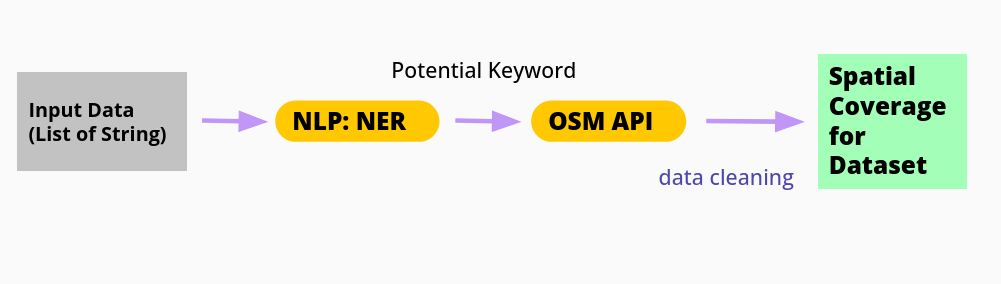 Input Data
(List of String)
NLP: NER
Potential Keyword
OSM API
data cleaning
Spatial
Coverage
for
Dataset